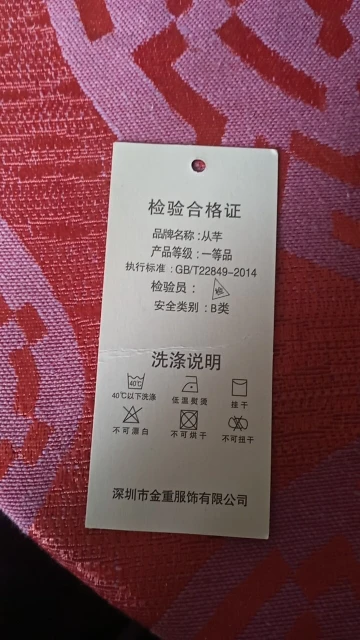 检验合格证
品牌名称:从芊
产品等级:一等品
执行标准:GB/T22849-2014
检验员: 检
安全类别:B类
洗涤说明
40℃
40℃以下洗涤 低温熨烫 挂干
不可漂白 不可烘干 不可扭干
深圳市金重服饰有限公司